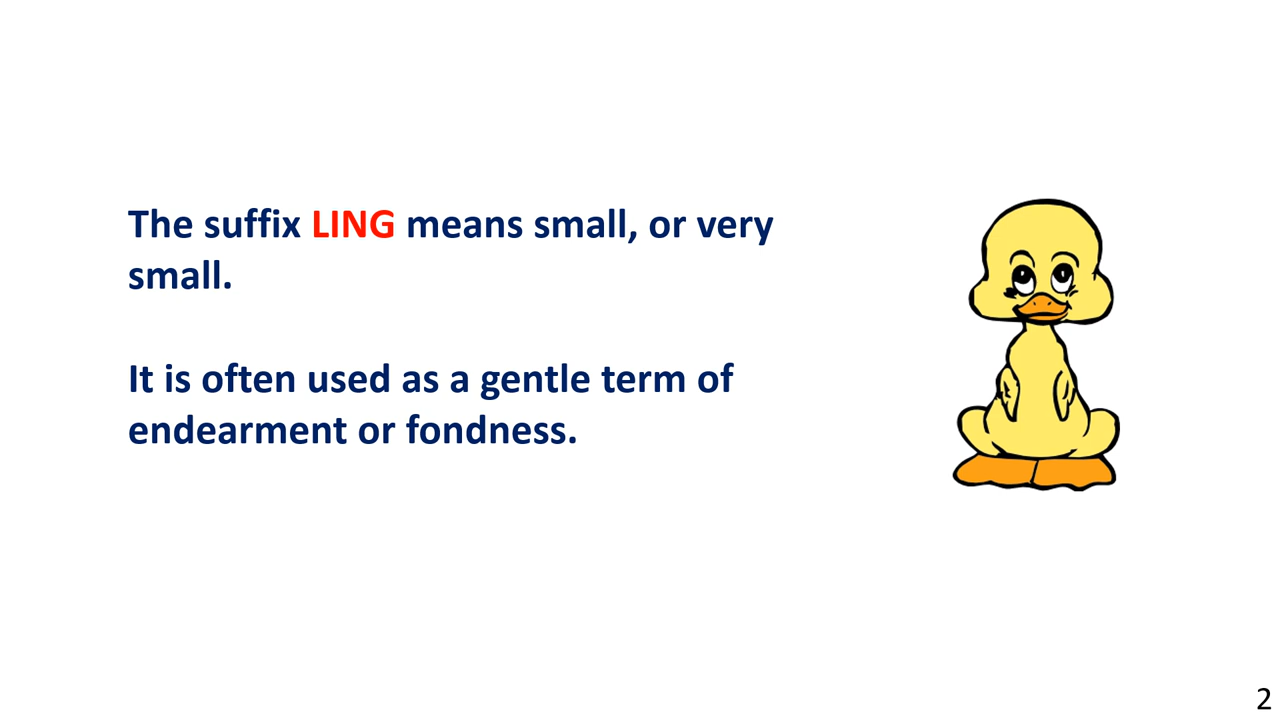 The suffix LING means small, or very
small.
It is often used as a gentle term of
endearment or fondness.
2